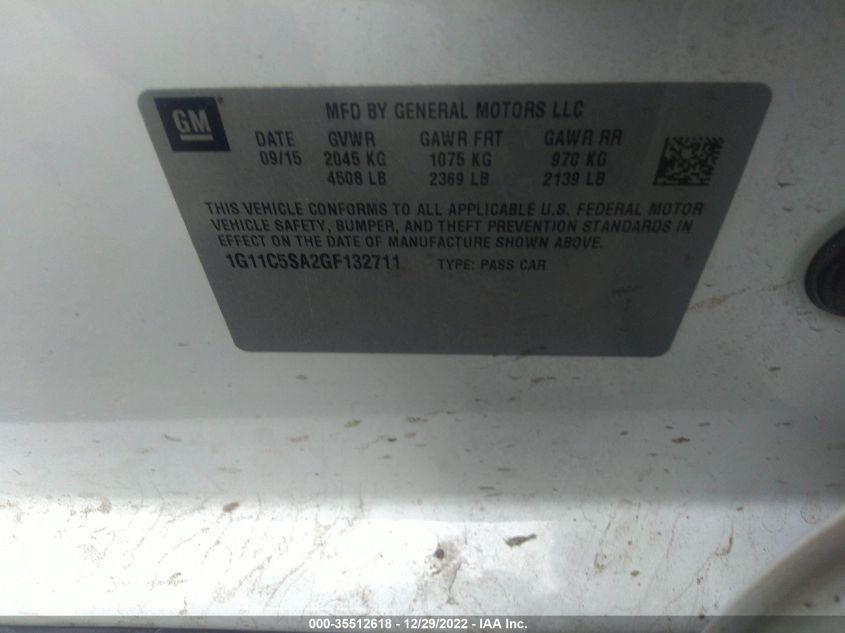 GM®
MFD BY GENERAL MOTORS LLC
DATE GVWR GAWR FRT GAWR RR
09/15 2045 KG 1075 KG 970 KG
4508 LB 2369 LB 2139 LB
THIS VEHICLE CONFORMS TO ALL APPLICABLE U.S. FEDERAL MOTOR
VEHICLE SAFETY, BUMPER, AND THEFT PREVENTION STANDARDS IN
EFFECT ON THE DATE OF MANUFACTURE SHOWN ABOVE.
1G11C5SA2GF132711 TYPE: PASS CAR
000-35512618 - 12/29/2022 - IAA Inc.